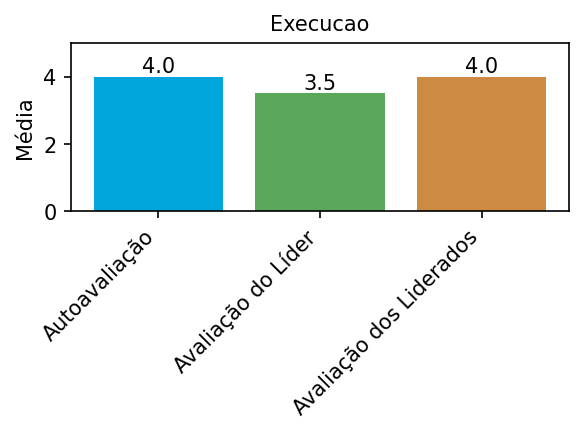 Execucao
4.0
3.5
4.0
Média
4
2
0
Autoavaliação
Avaliação do Líder
Avaliação dos Liderados